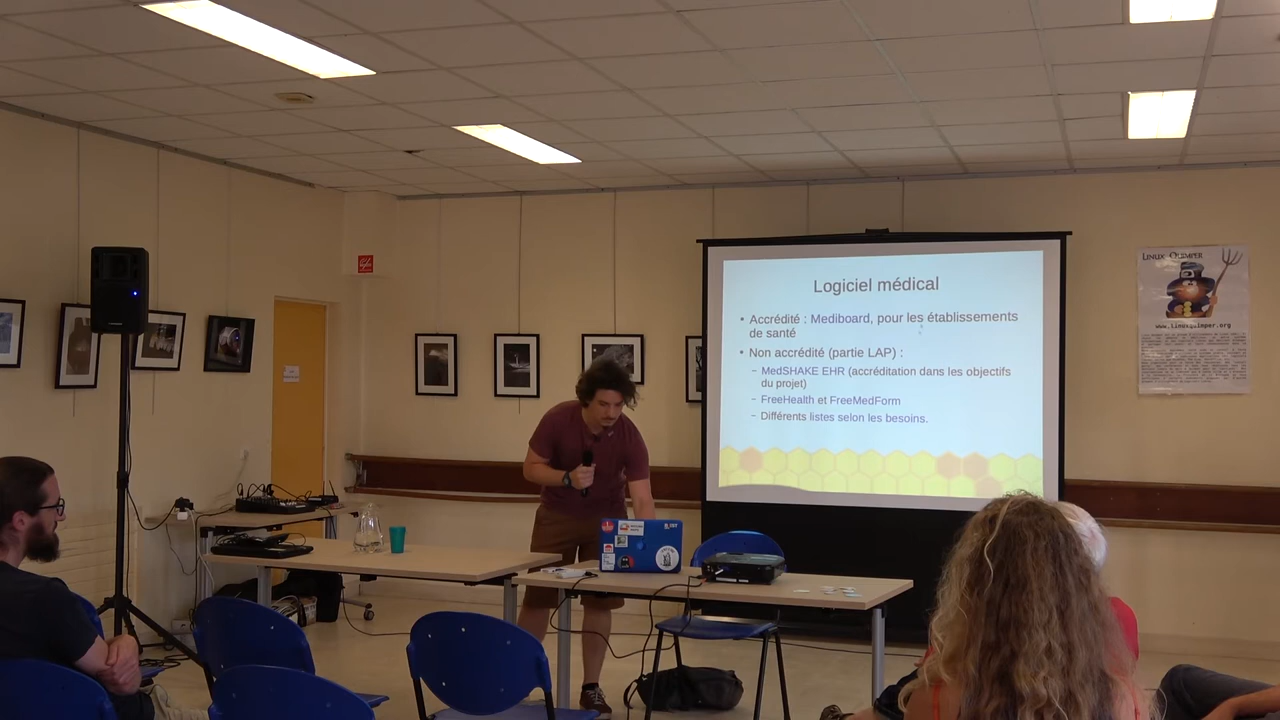 Logiciel médical
• Accrédité : Mediboard, pour les établissements
de santé
• Non accrédité (partie LAP) :
– MedSHAKE EHR (accréditation dans les objectifs
du projet)
– FreeHealth et FreeMedForm
– Différents listes selon les besoins.
LINUX QUIMPER
www.linuxquimper.org